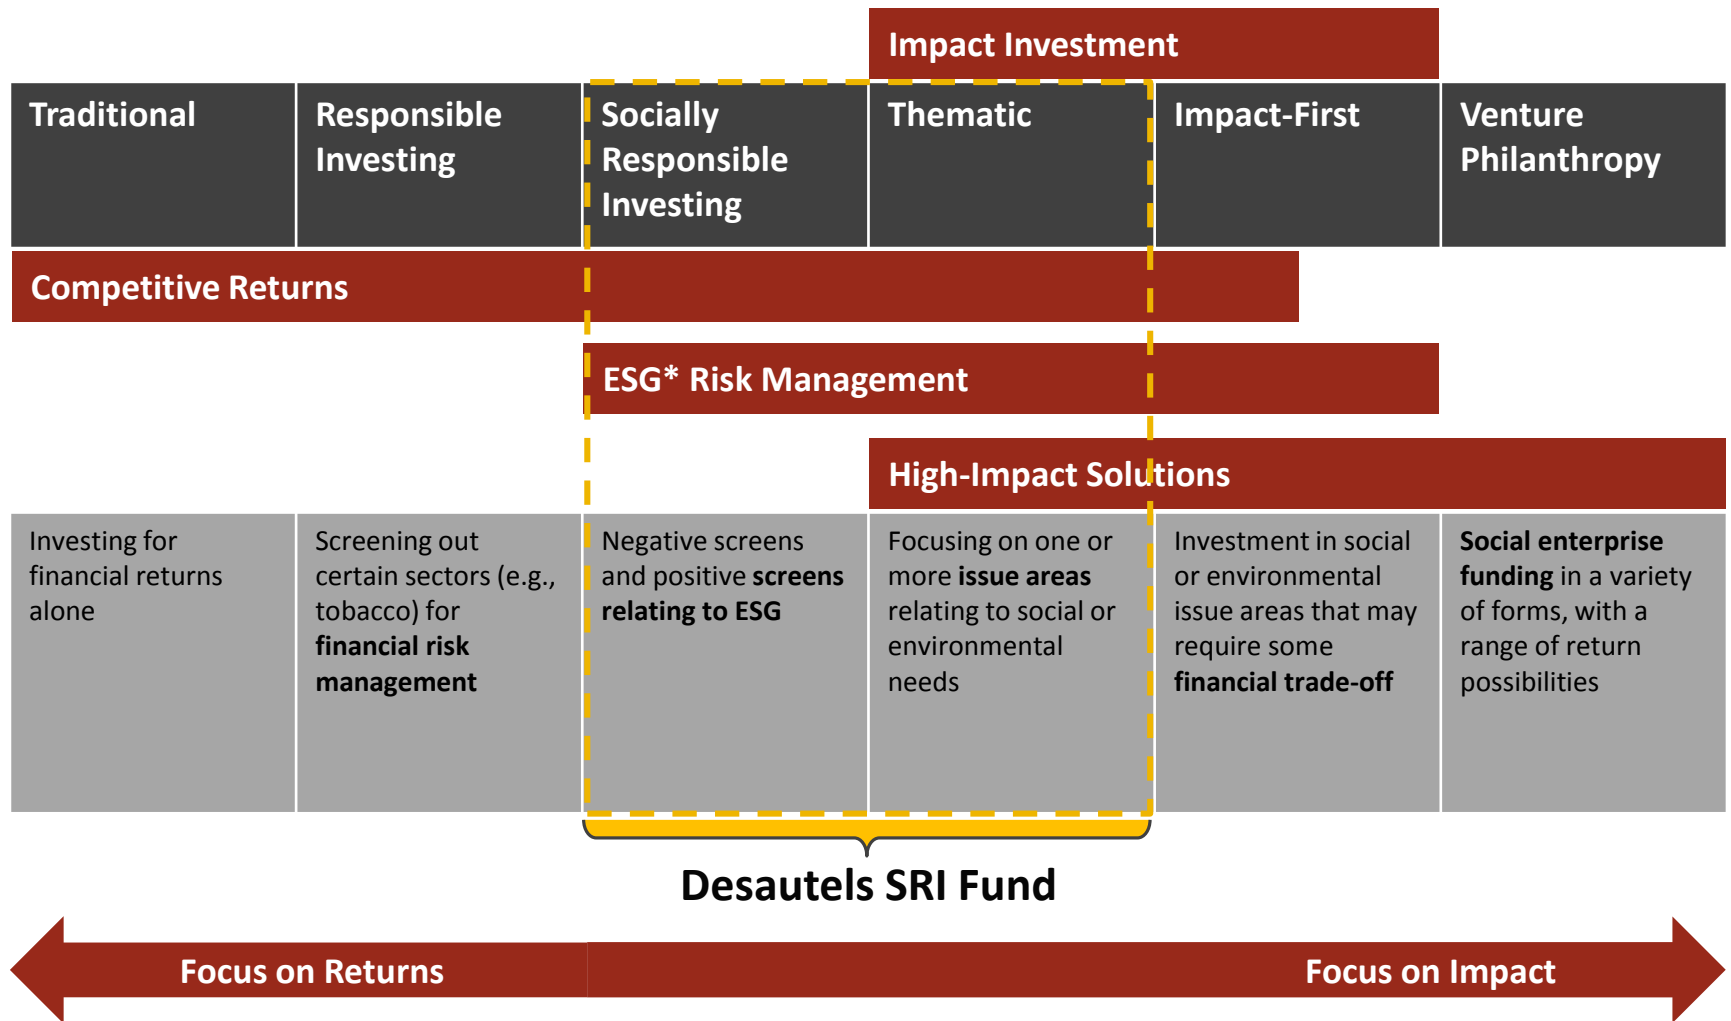 Impact Investment
Traditional
Responsible
Investing
Socially
Responsible
Investing
Thematic
Impact-First
Venture
Philanthropy
Competitive Returns
ESG* Risk Management
High-Impact Solutions
Investing for
financial returns
alone
Screening out
certain sectors (e.g.,
tobacco) for
financial risk
management
Negative screens
and positive screens
relating to ESG
Focusing on one or
more issue areas
relating to social or
environmental
needs
Investment in social
or environmental
issue areas that may
require some
financial trade-off
Social enterprise
funding in a variety
of forms, with a
range of return
possibilities
Desautels SRI Fund
Focus on Returns
Focus on Impact